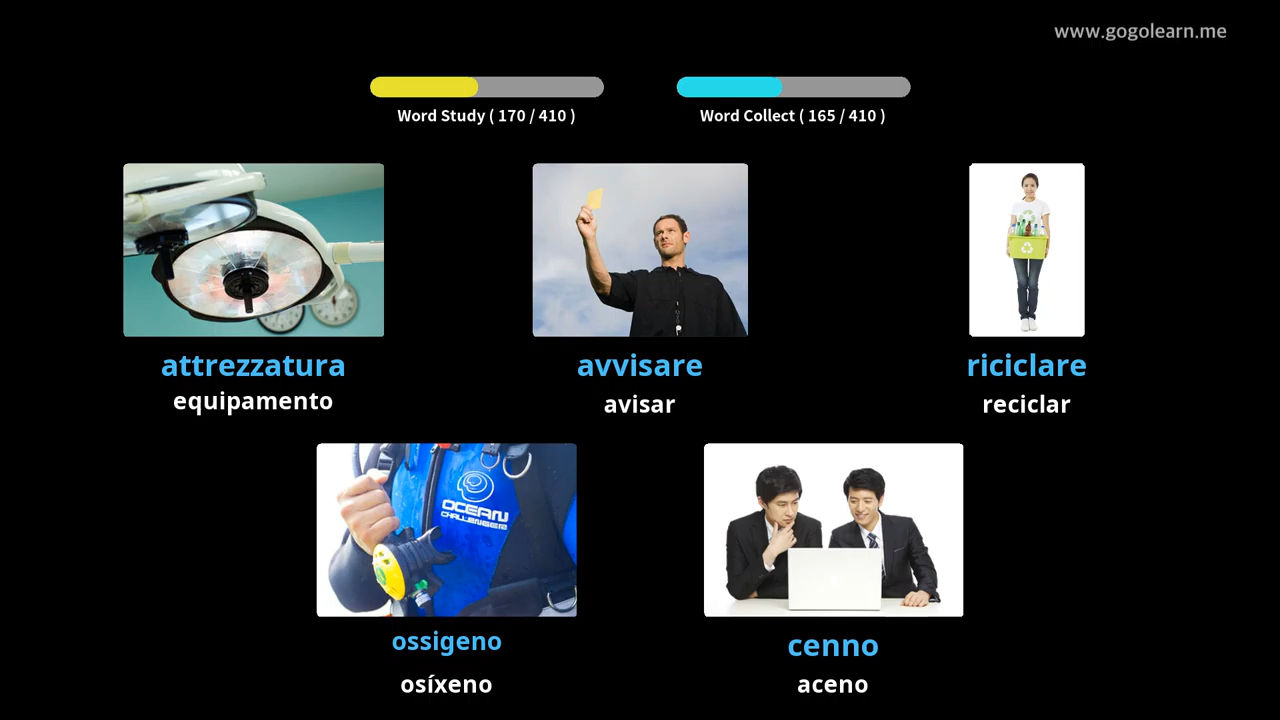 www.gogolearn.me
Word Study ( 170 / 410 )
Word Collect ( 165 / 410 )
attrezzatura
equipamento
avvisare
avisar
riciclare
reciclar
OCEAN
CHALLENGER
ossigeno
osíxeno
cenno
aceno